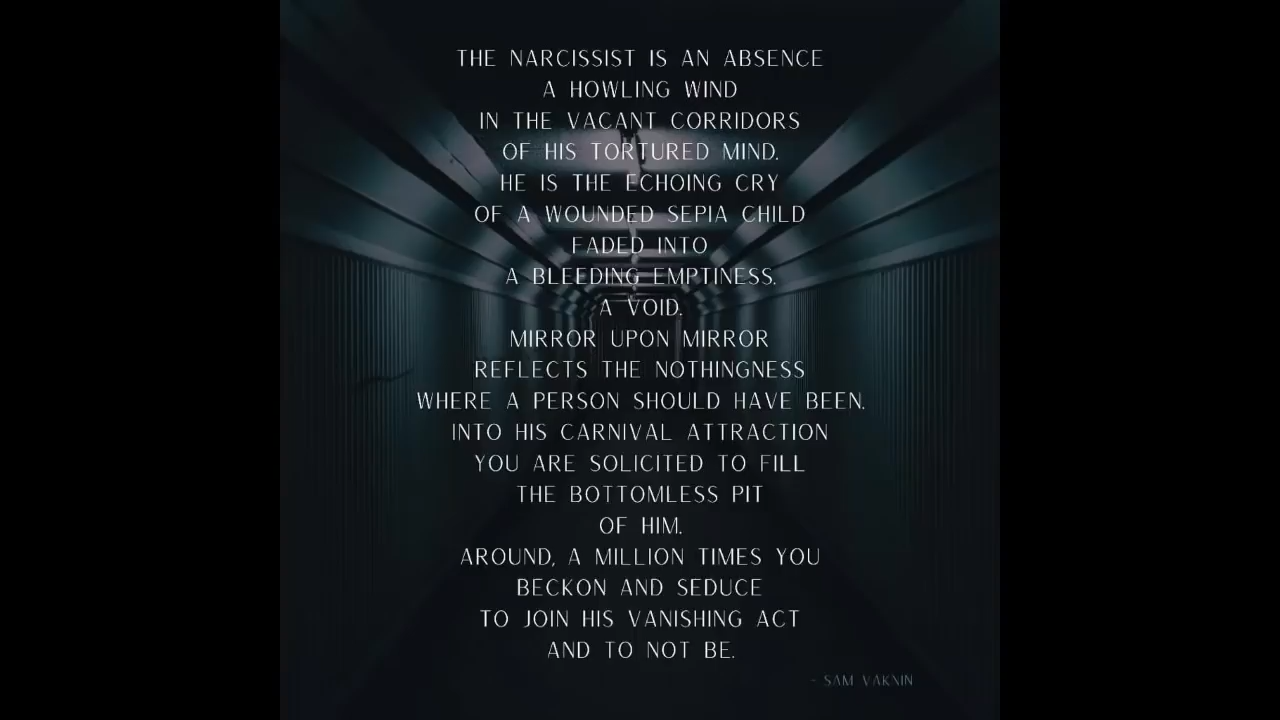 THE NARCISSIST IS AN ABSENCE
A HOWLING WIND
IN THE VACANT CORRIDORS
OF HIS TORTURED MIND.
HE IS THE ECHOING CRY
OF A WOUNDED SEPIA CHILD
FADED INTO
A BLEEDING EMPTINESS.
A VOID.
MIRROR UPON MIRROR
REFLECTS THE NOTHINGNESS
WHERE A PERSON SHOULD HAVE BEEN.
INTO HIS CARNIVAL ATTRACTION
YOU ARE SOLICITED TO FILL
THE BOTTOMLESS PIT
OF HIM.
AROUND, A MILLION TIMES YOU
BECKON AND SEDUCE
TO JOIN HIS VANISHING ACT
AND TO NOT BE.
- SAM VAKNIN